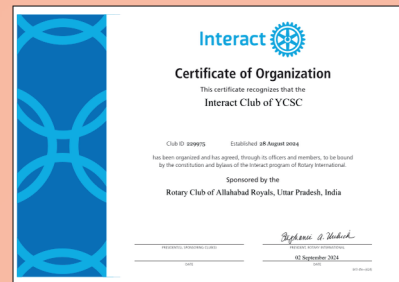 Interact
Certificate of Organization
This certificate recognizes that the
Interact Club of YCSC
Club ID 229975 Established 28 August 2024
has been organized and has agreed, through its officers and members, to be bound
by the constitution and bylaws of the Interact program of Rotary International.
Sponsored by the
Rotary Club of Allahabad Royals, Uttar Pradesh, India
Stephanie A. Urchick
PRESIDENT, ROTARY INTERNATIONAL
02 September 2024
DATE
DATE